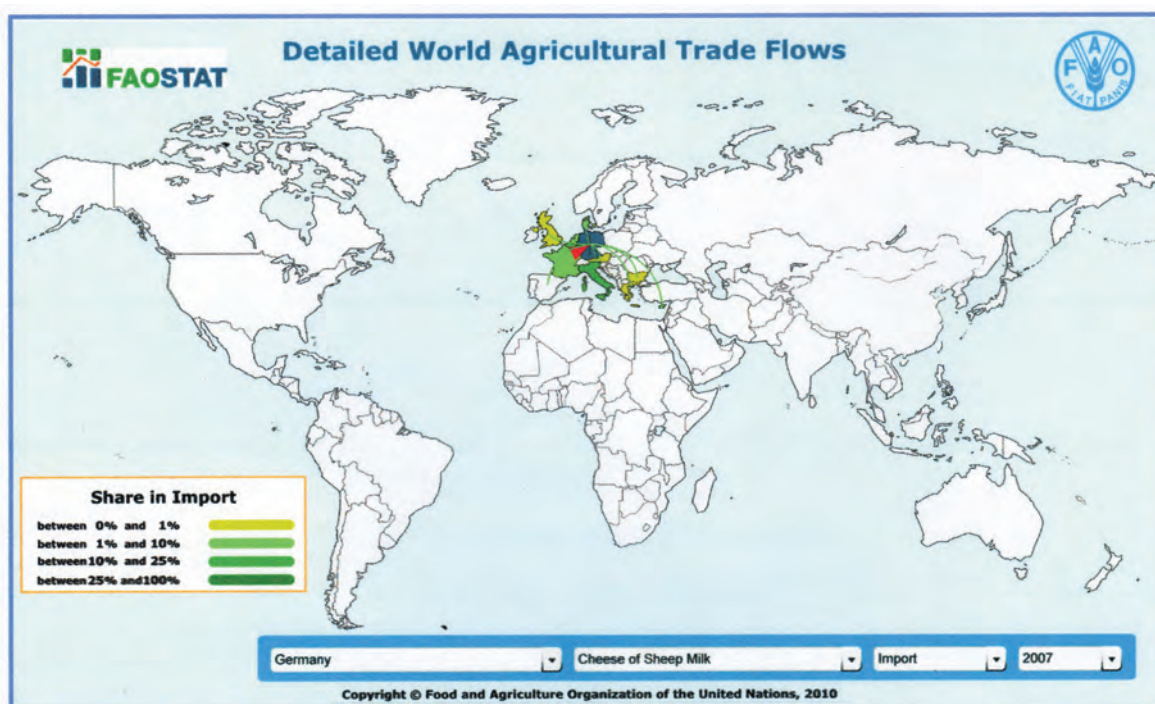 Detailed World Agricultural Trade Flows
FAOSTAT
F A O
FIAT PANIS
Share in Import
between 0% and 1%
between 1% and 10%
between10% and 25%
between25% and100%
Germany
Cheese of Sheep Milk
Import
2007
Copyright © Food and Agriculture Organization of the United Nations, 2010